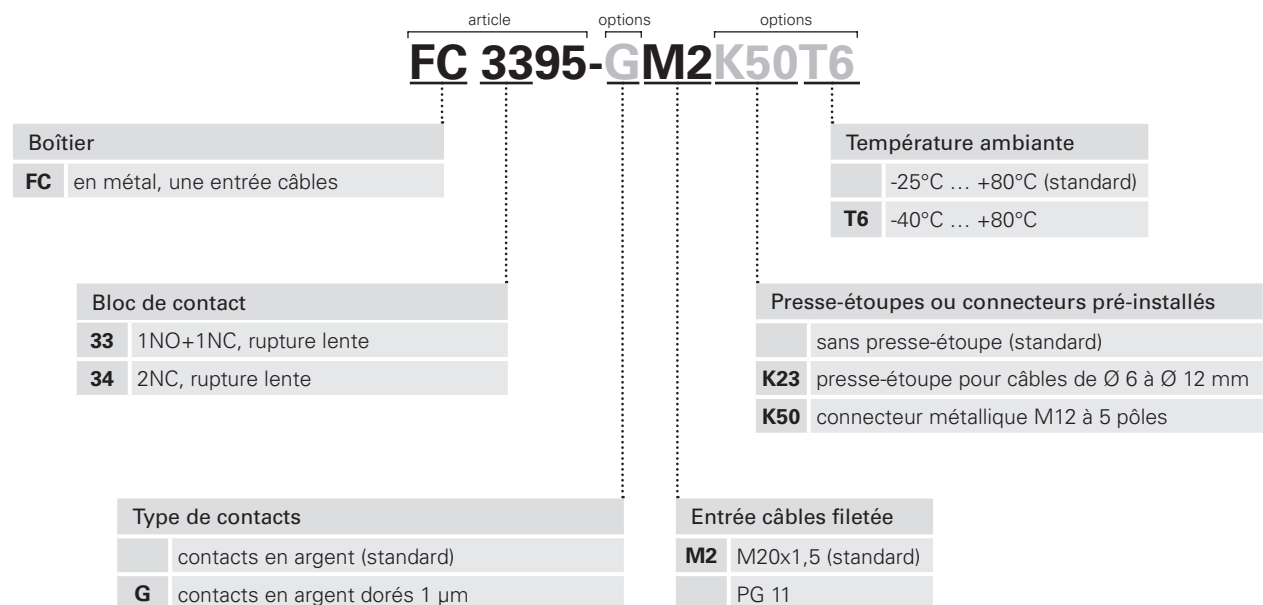 article options options
FC 3395-GM2K50T6
Boîtier
FC en métal, une entrée câbles
Température ambiante
-25°C … +80°C (standard)
T6 -40°C … +80°C
Bloc de contact
33 1NO+1NC, rupture lente
34 2NC, rupture lente
Presse-étoupes ou connecteurs pré-installés
sans presse-étoupe (standard)
K23 presse-étoupe pour câbles de Ø 6 à Ø 12 mm
K50 connecteur métallique M12 à 5 pôles
Type de contacts
contacts en argent (standard)
G contacts en argent dorés 1 µm
Entrée câbles filetée
M2 M20x1,5 (standard)
PG 11